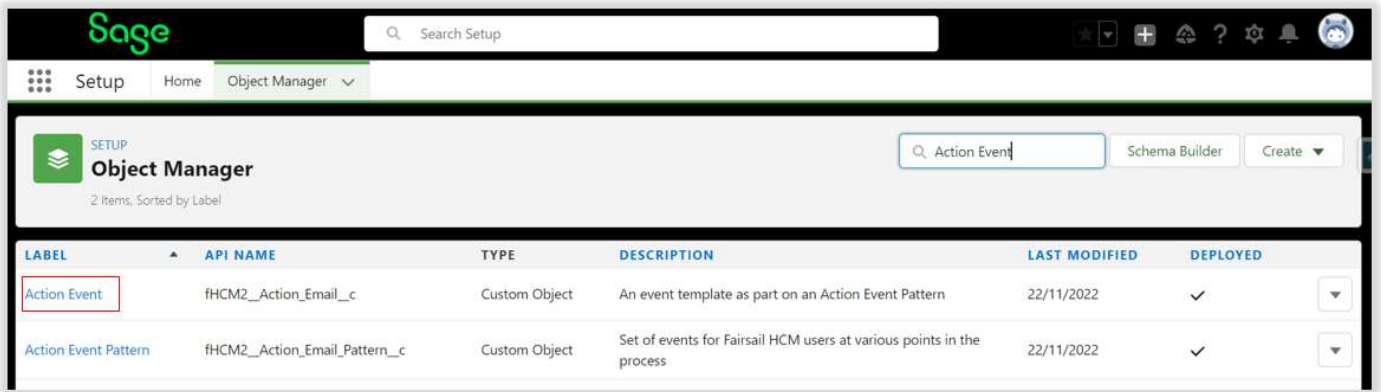 Sage
Search Setup
Setup Home Object Manager
SETUP
Object Manager
2 Items, Sorted by Label
Action Event
Schema Builder
Create
LABEL API NAME TYPE DESCRIPTION LAST MODIFIED DEPLOYED
Action Event fHCM2__Action_Email__c Custom Object An event template as part on an Action Event Pattern 22/11/2022
Action Event Pattern fHCM2__Action_Email_Pattern__c Custom Object Set of events for Fairsail HCM users at various points in the 22/11/2022
process